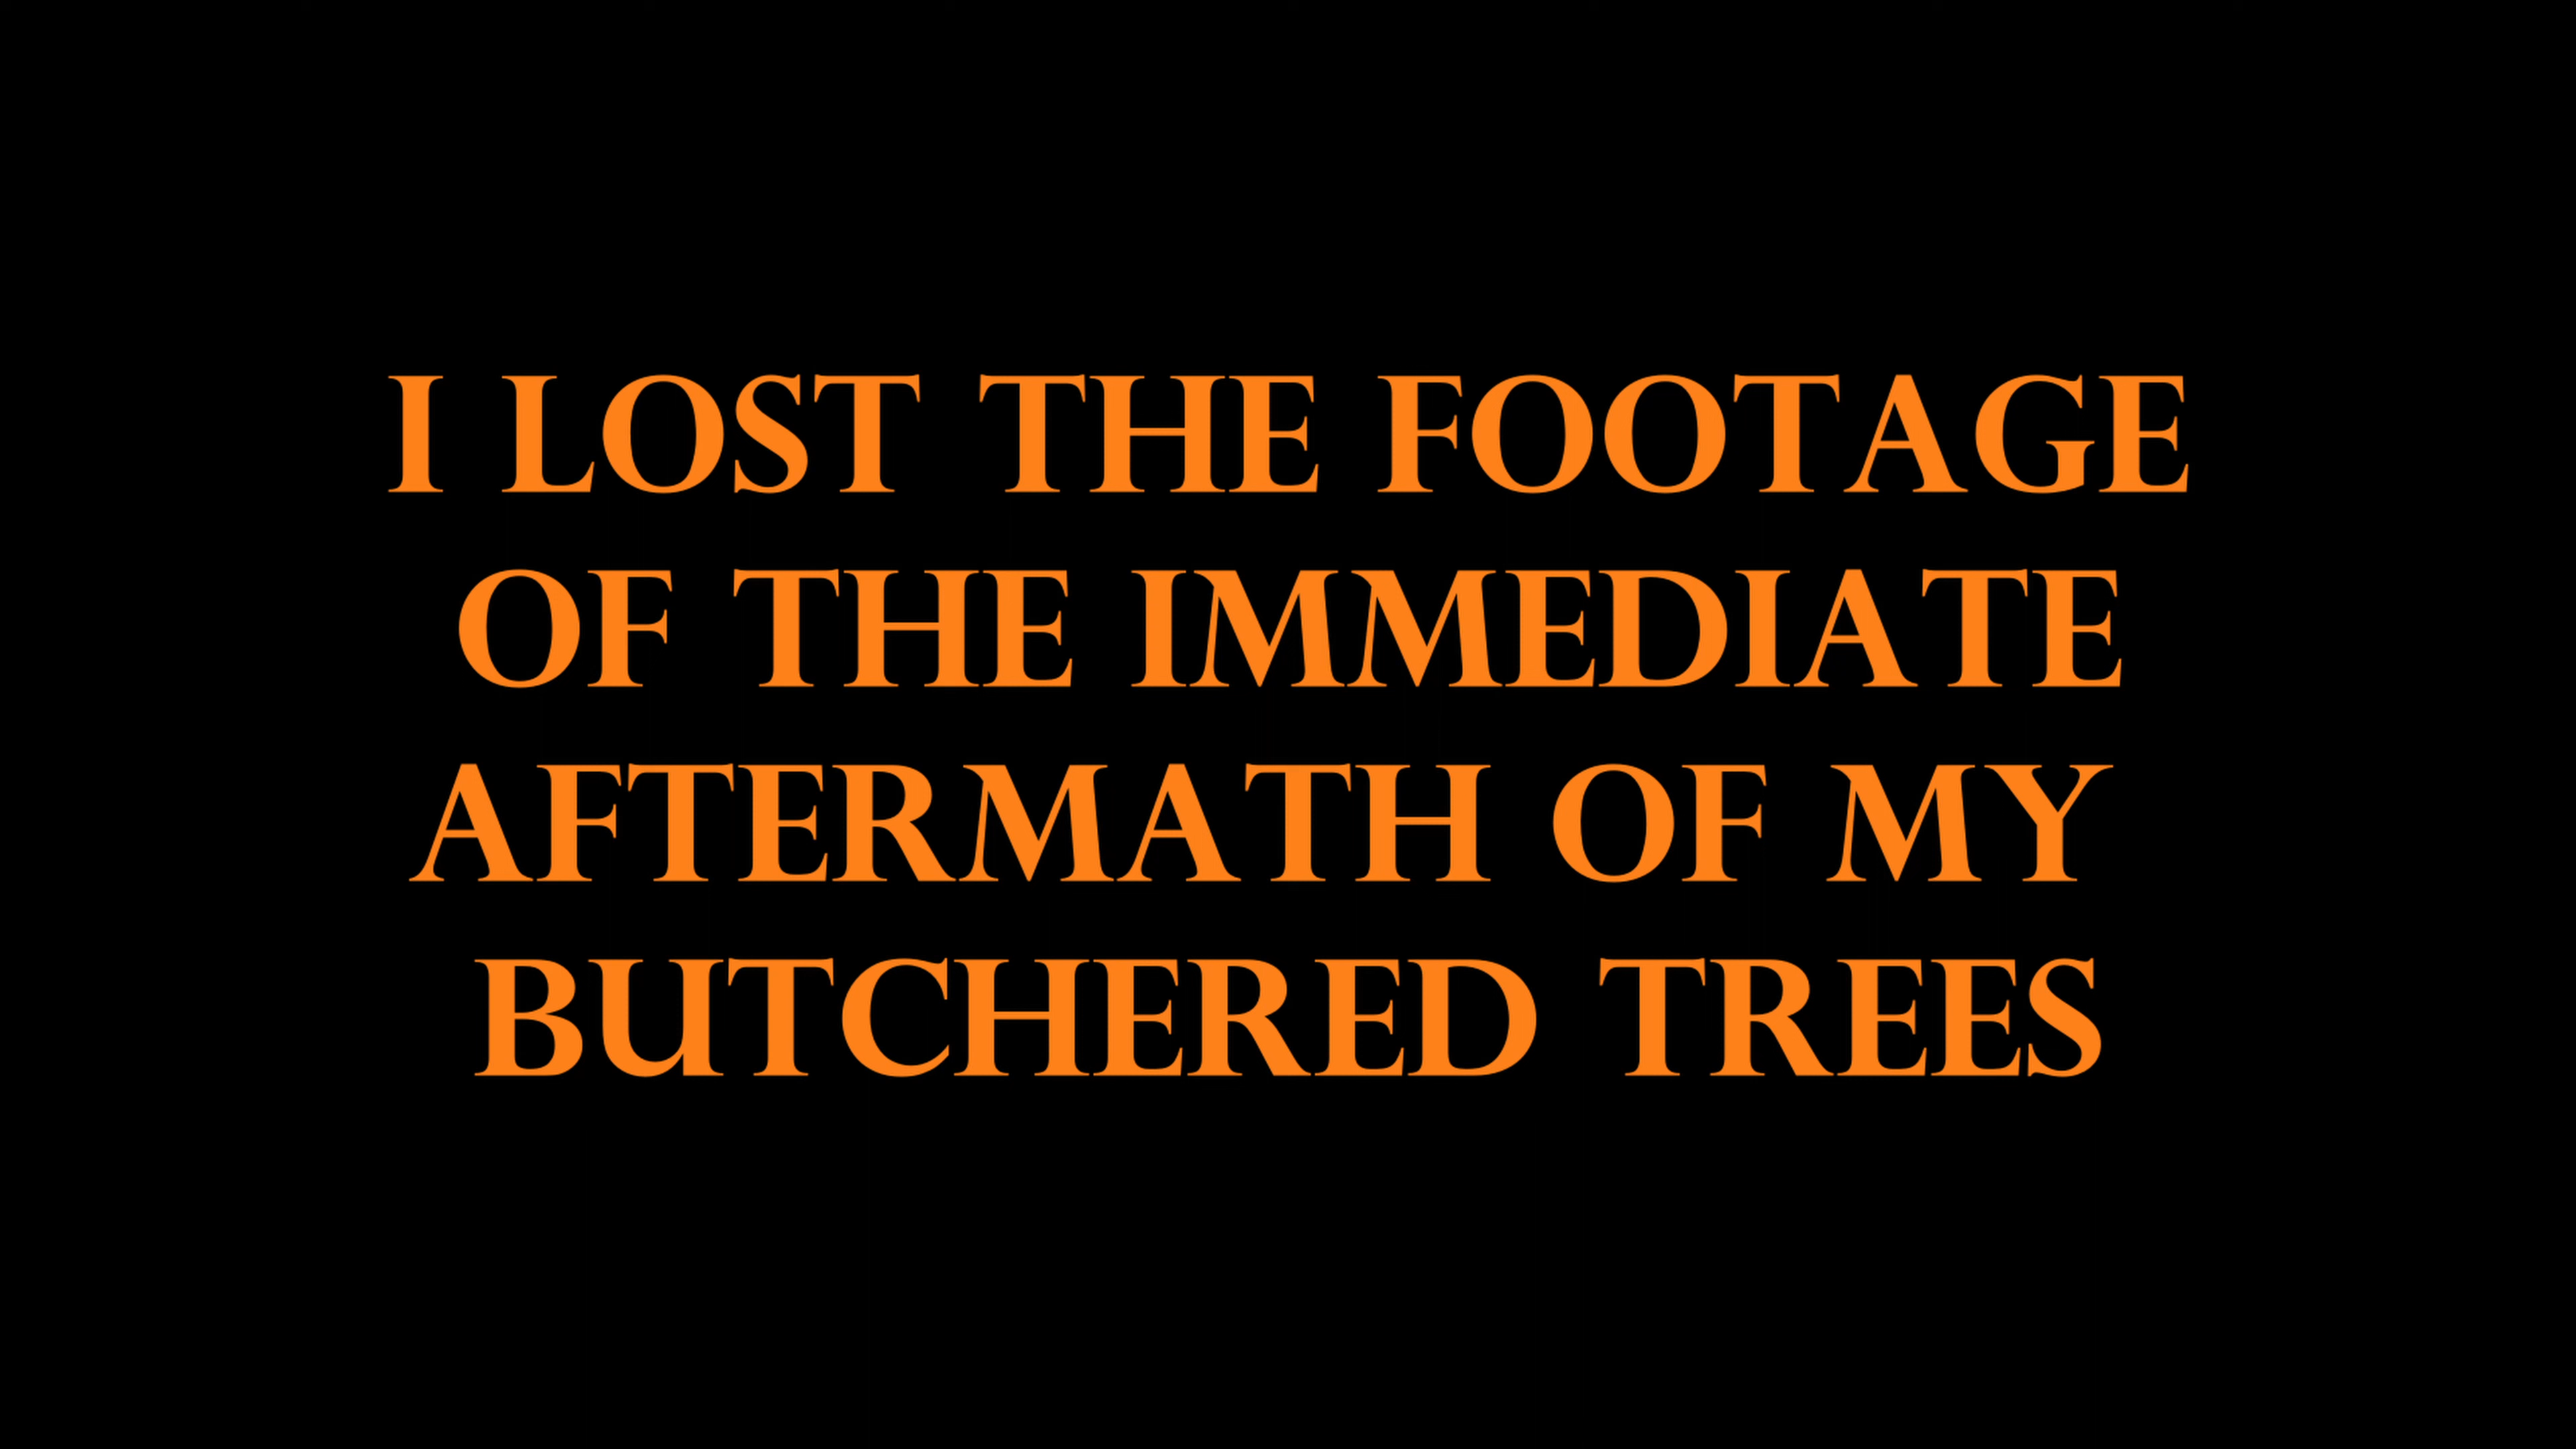 I LOST THE FOOTAGE
OF THE IMMEDIATE
AFTERMATH OF MY
BUTCHERED TREES